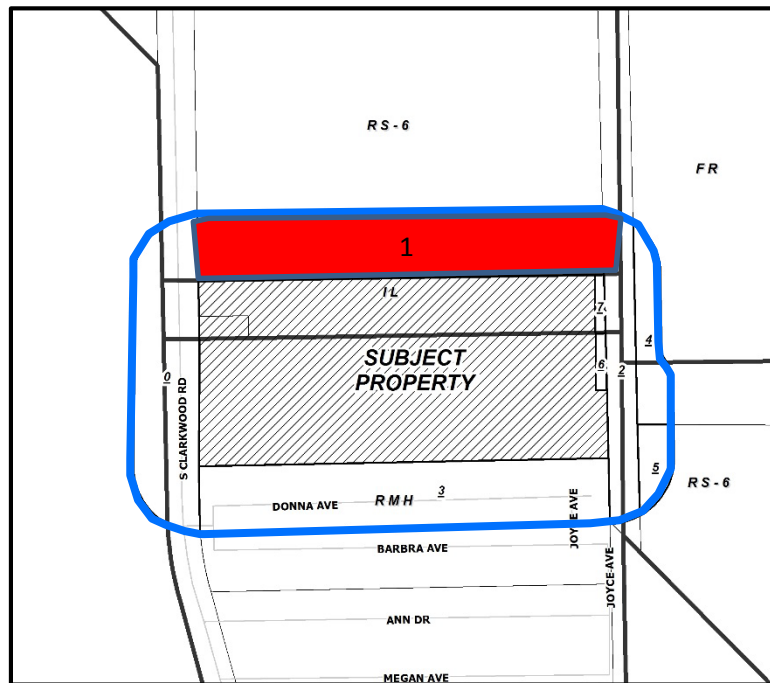 RS-6
FR
1
IL
7
SUBJECT
PROPERTY
4
6
2
0
S CLARKWOOD RD
5
RS-6
3
RMH
DONNA AVE
JOYCE AVE
BARBRA AVE
JOYCE AVE
ANN DR
MEGAN AVE